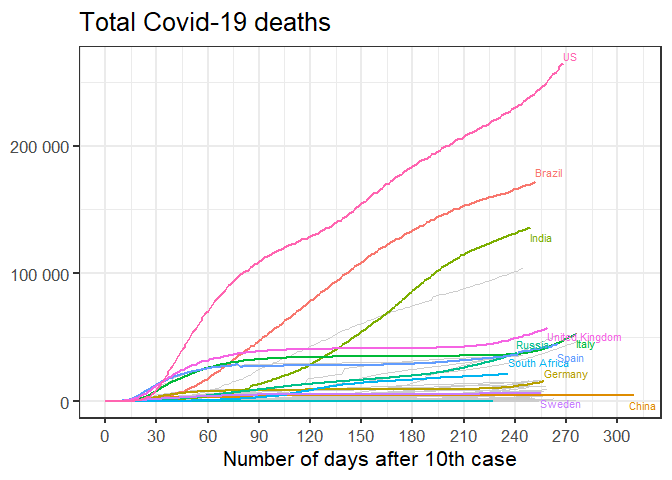 Total Covid-19 deaths
US
200 000
Brazil
India
100 000
United Kingdom
Russia
Italy
Spain
South Africa
Germany
0
Sweden
China
0 30 60 90 120 150 180 210 240 270 300
Number of days after 10th case